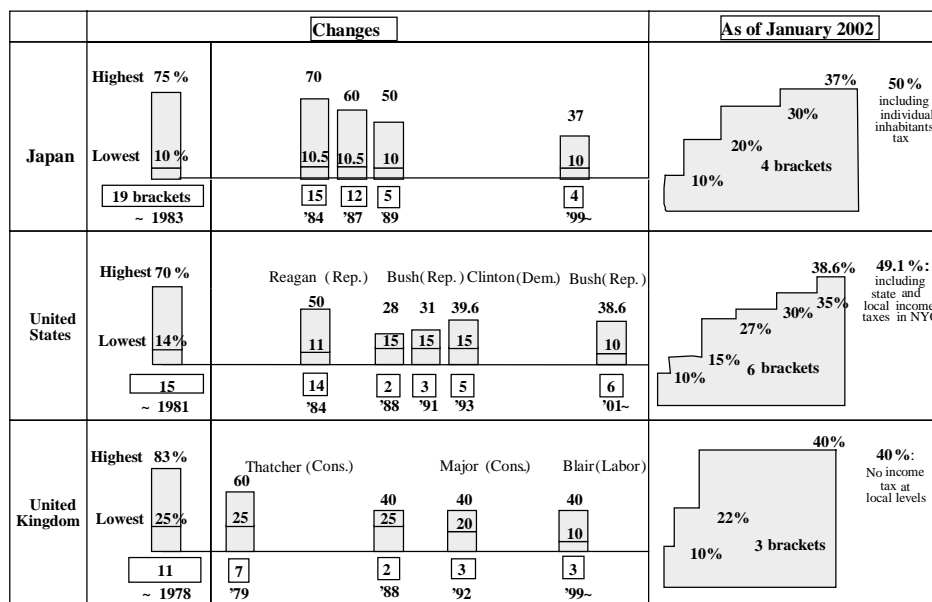 Changes
As of January 2002
Japan
Highest 75 %
Lowest 10 %
19 brackets
~ 1983
70 60 50 37
10.5 10.5 10 10
15 12 5 4
'84 '87 '89 '99~
37%
30%
20%
10%
4 brackets
50 %
including
individual
inhabitants'
tax
United
States
Highest 70 %
Lowest 14%
15
~ 1981
Reagan (Rep.) Bush (Rep.) Clinton (Dem.) Bush (Rep.)
50 28 31 39.6 38.6
11 15 15 15 10
14 2 3 5 6
'84 '88 '91 '93 '01~
38.6%
35%
30%
27%
15%
10%
6 brackets
49.1 %:
including
state and
local income
taxes in NYC
United
Kingdom
Highest 83 %
Lowest 25%
11
~ 1978
Thatcher (Cons.) Major (Cons.) Blair (Labor)
60 40 40 40
25 25 20 10
7 2 3 3
'79 '88 '92 '99~
40%
22%
10%
3 brackets
40 %:
No income
tax at
local levels